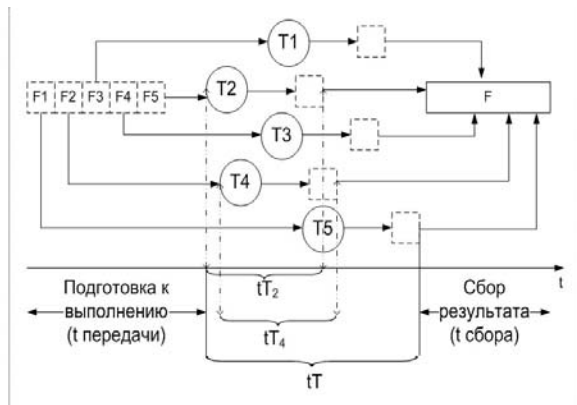 T1
F1 F2 F3 F4 F5
T2
F
T3
T4
T5
t
tT2
Подготовка к
выполнению
(t передачи)
Сбор
результата
(t сбора)
tT4
tT